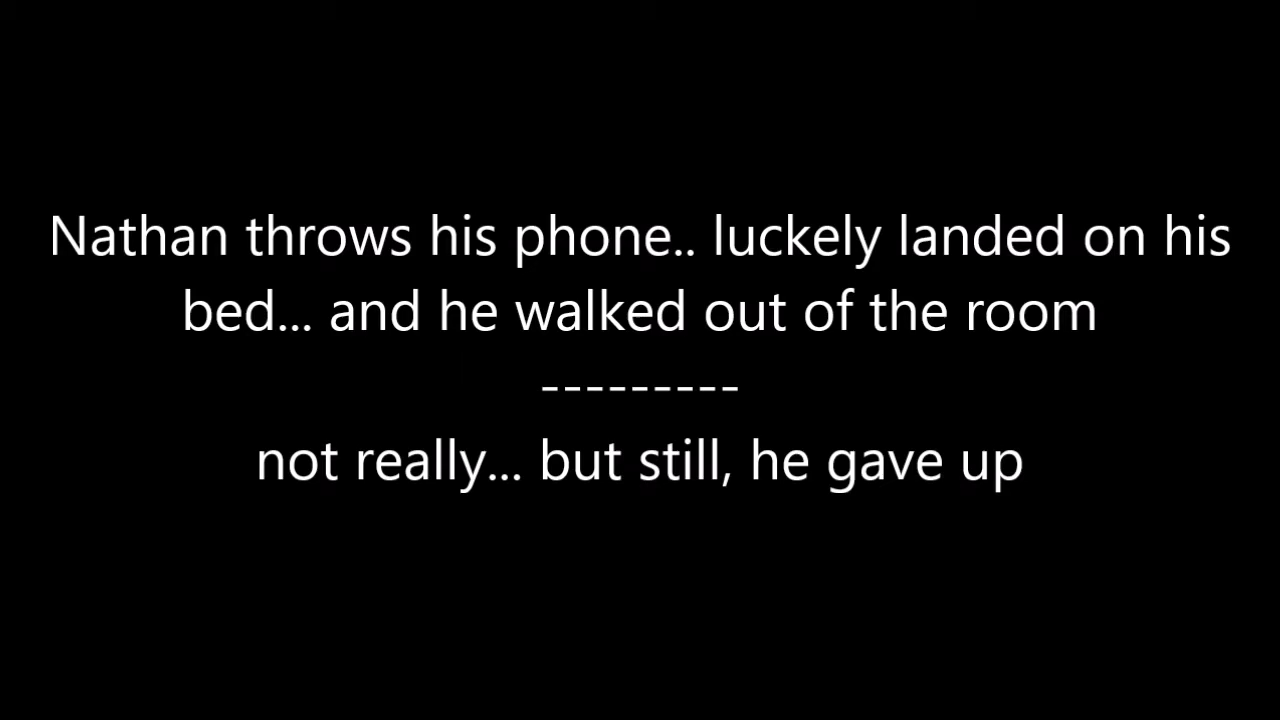 Nathan throws his phone.. luckely landed on his
bed... and he walked out of the room
---------
not really... but still, he gave up